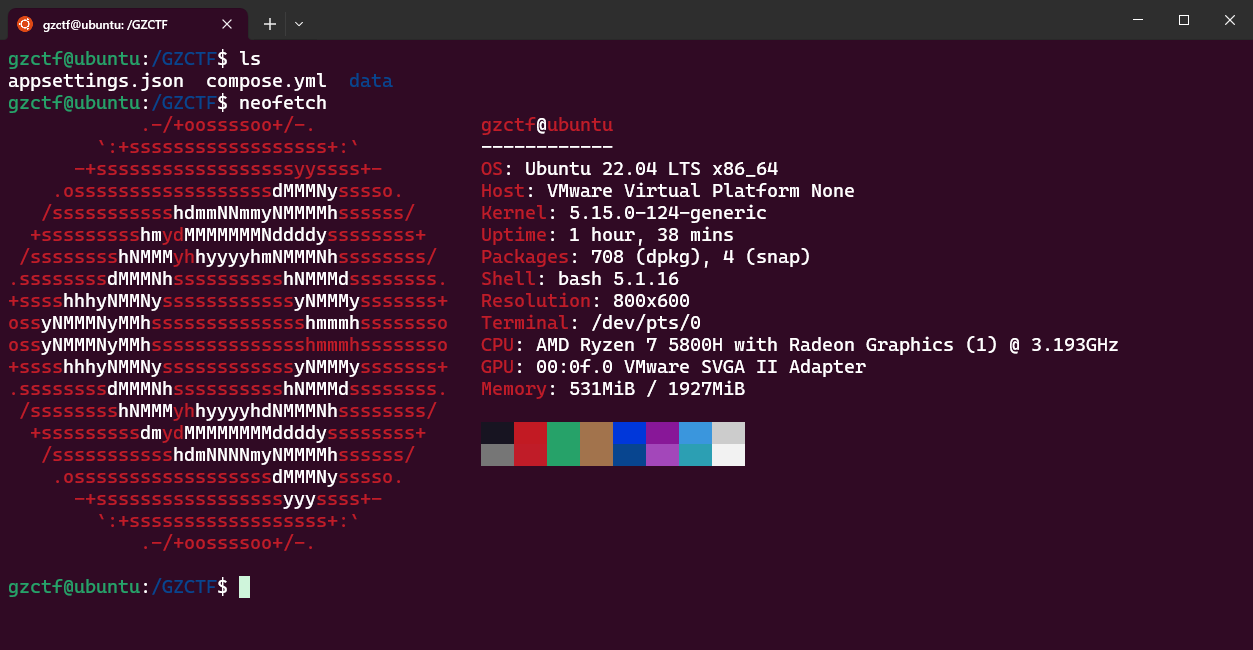 gzctf@ubuntu: /GZCTF
gzctf@ubuntu:/GZCTF$ ls
appsettings.json  compose.yml  data
gzctf@ubuntu:/GZCTF$ neofetch
            .-/+oossssoo+/-.               gzctf@ubuntu
        `:+ssssssssssssssssss+:`           ------------
      -+ssssssssssssssssssyyssss+-         OS: Ubuntu 22.04 LTS x86_64
    .ossssssssssssssssssdMMMNysssso.       Host: VMware Virtual Platform None
   /ssssssssssshdmmNNmmyNMMMMhssssss/      Kernel: 5.15.0-124-generic
  +ssssssssshmydMMMMMMMNddddyssssssss+     Uptime: 1 hour, 38 mins
 /sssssssshNMMMyhhyyyyhmNMMMNhssssssss/    Packages: 708 (dpkg), 4 (snap)
.ssssssssdMMMNhsssssssssshNMMMdssssssss.   Shell: bash 5.1.16
+sssshhhyNMMNyssssssssssssyNMMMysssssss+   Resolution: 800x600
ossyNMMMNyMMhsssssssssssssshmmmhssssssso   Terminal: /dev/pts/0
ossyNMMMNyMMhsssssssssssssshmmmhssssssso   CPU: AMD Ryzen 7 5800H with Radeon Graphics (1) @ 3.193GHz
+sssshhhyNMMNyssssssssssssyNMMMysssssss+   GPU: 00:0f.0 VMware SVGA II Adapter
.ssssssssdMMMNhsssssssssshNMMMdssssssss.   Memory: 531MiB / 1927MiB
 /sssssssshNMMMyhhyyyyhdNMMMNhssssssss/
  +sssssssssdmydMMMMMMMMddddyssssssss+
   /ssssssssssshdmNNNNmyNMMMMhssssss/
    .ossssssssssssssssssdMMMNysssso.
      -+sssssssssssssssssyyyssss+-
        `:+ssssssssssssssssss+:`
            .-/+oossssoo+/-.
gzctf@ubuntu:/GZCTF$